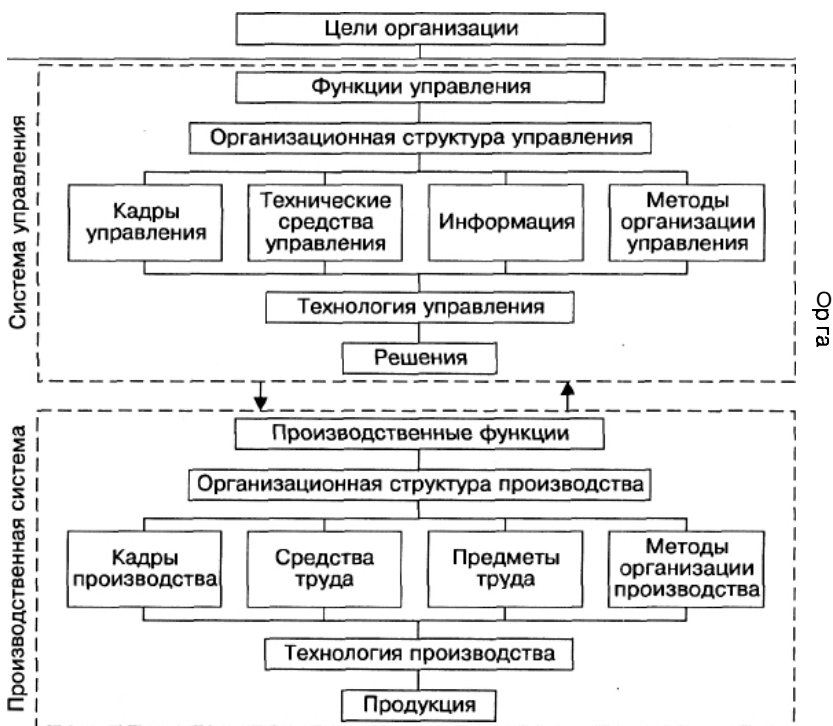 Цели организации
Система управления
Функции управления
Организационная структура управления
Кадры
управления
Технические
средства
управления
Информация
Методы
организации
управления
Технология управления
Решения
Орга
Производственная система
Производственные функции
Организационная структура производства
Кадры
производства
Средства
труда
Предметы
труда
Методы
организации
производства
Технология производства
Продукция